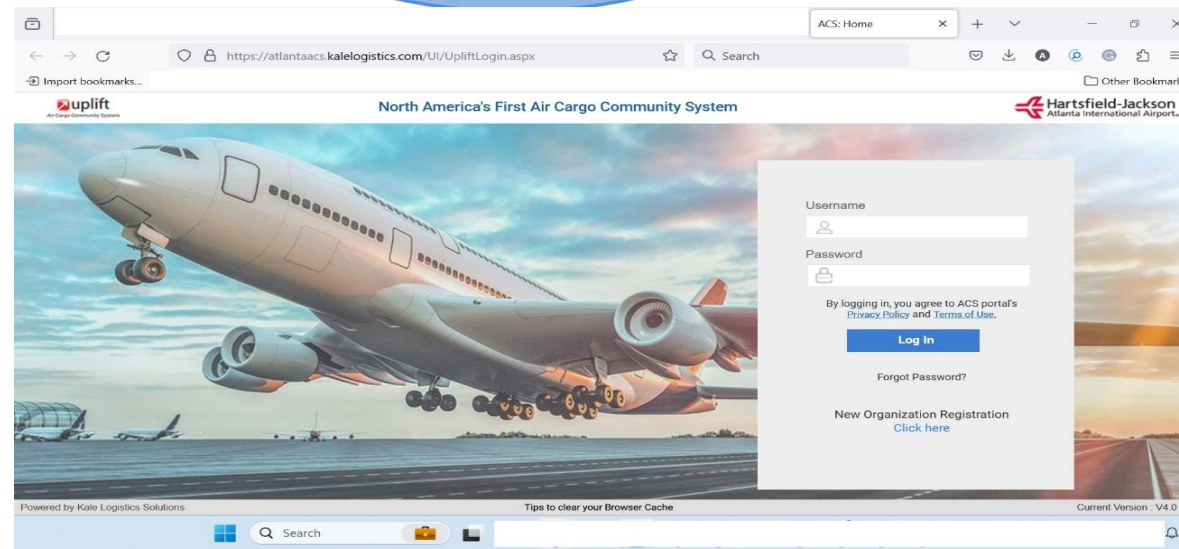 ACS: Home
https://atlantaacs.kalelogistics.com/UI/UpliftLogin.aspx
Search
Import bookmarks...
Other Bookmar
uplift
Air Cargo Community System
North America's First Air Cargo Community System
Hartsfield-Jackson
Atlanta International Airport
Username
Password
By logging in, you agree to ACS portal's
Privacy Policy and Terms of Use.
Log In
Forgot Password?
New Organization Registration
Click here
Powered by Kale Logistics Solutions
Tips to clear your Browser Cache
Current Version : V4.0
Search